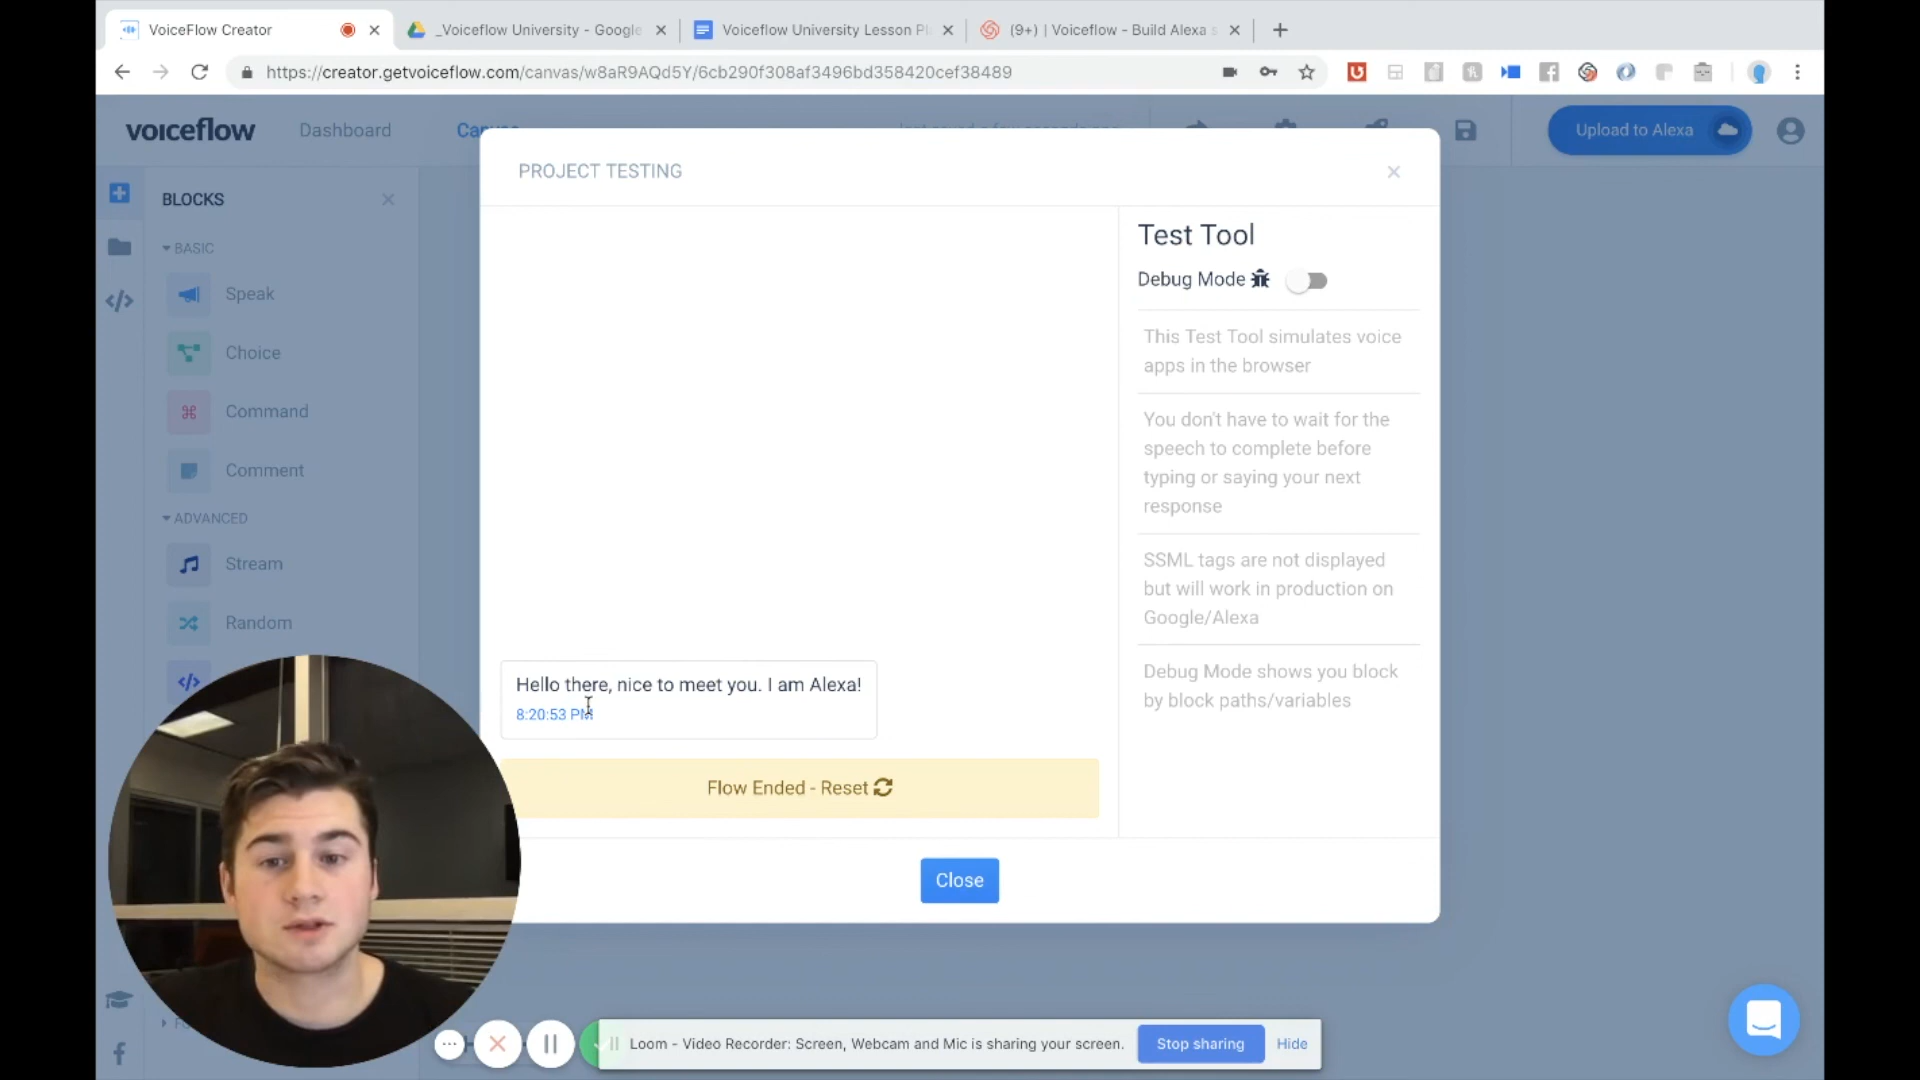 VoiceFlow Creator
_Voiceflow University - Google
Voiceflow University Lesson Pl
(9+) | Voiceflow - Build Alexa s
https://creator.getvoiceflow.com/canvas/w8aR9AQd5Y/6cb290f308af3496bd358420cef38489
voiceflow
Dashboard
Canvas
Upload to Alexa
BLOCKS
BASIC
Speak
Choice
Command
Comment
ADVANCED
Stream
Random
PROJECT TESTING
Hello there, nice to meet you. I am Alexa!
8:20:53 PM
Flow Ended - Reset
Close
Test Tool
Debug Mode
This Test Tool simulates voice
apps in the browser
You don't have to wait for the
speech to complete before
typing or saying your next
response
SSML tags are not displayed
but will work in production on
Google/Alexa
Debug Mode shows you block
by block paths/variables
Loom - Video Recorder: Screen, Webcam and Mic is sharing your screen.
Stop sharing
Hide